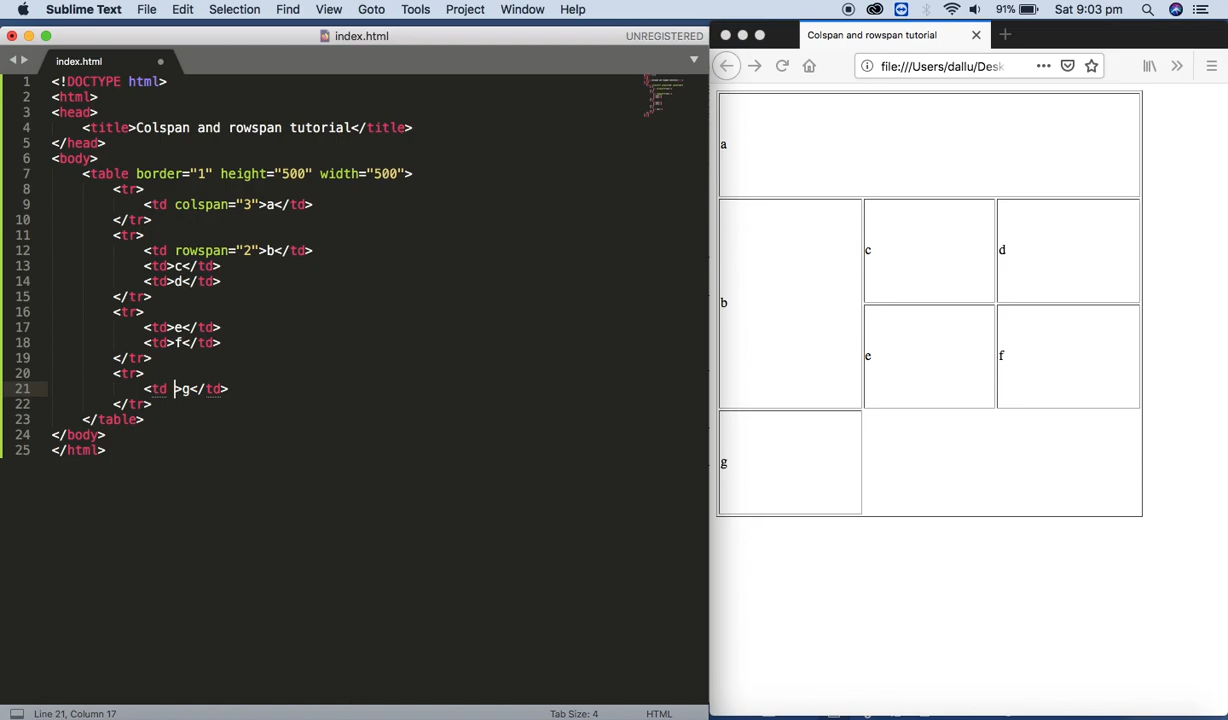 Sublime Text File Edit Selection Find View Goto Tools Project Window Help 91% Sat 9:03 pm
index.html UNREGISTERED
index.html
1 <!DOCTYPE html>
2 <html>
3 <head>
4 <title>Colspan and rowspan tutorial</title>
5 </head>
6 <body>
7 <table border="1" height="500" width="500">
8 <tr>
9 <td colspan="3">a</td>
10 </tr>
11 <tr>
12 <td rowspan="2">b</td>
13 <td>c</td>
14 <td>d</td>
15 </tr>
16 <tr>
17 <td>e</td>
18 <td>f</td>
19 </tr>
20 <tr>
21 <td >g</td>
22 </tr>
23 </table>
24 </body>
25 </html>
Line 21, Column 17 Tab Size: 4 HTML
Colspan and rowspan tutorial
file:///Users/dallu/Desk
a
c d
b
e f
g